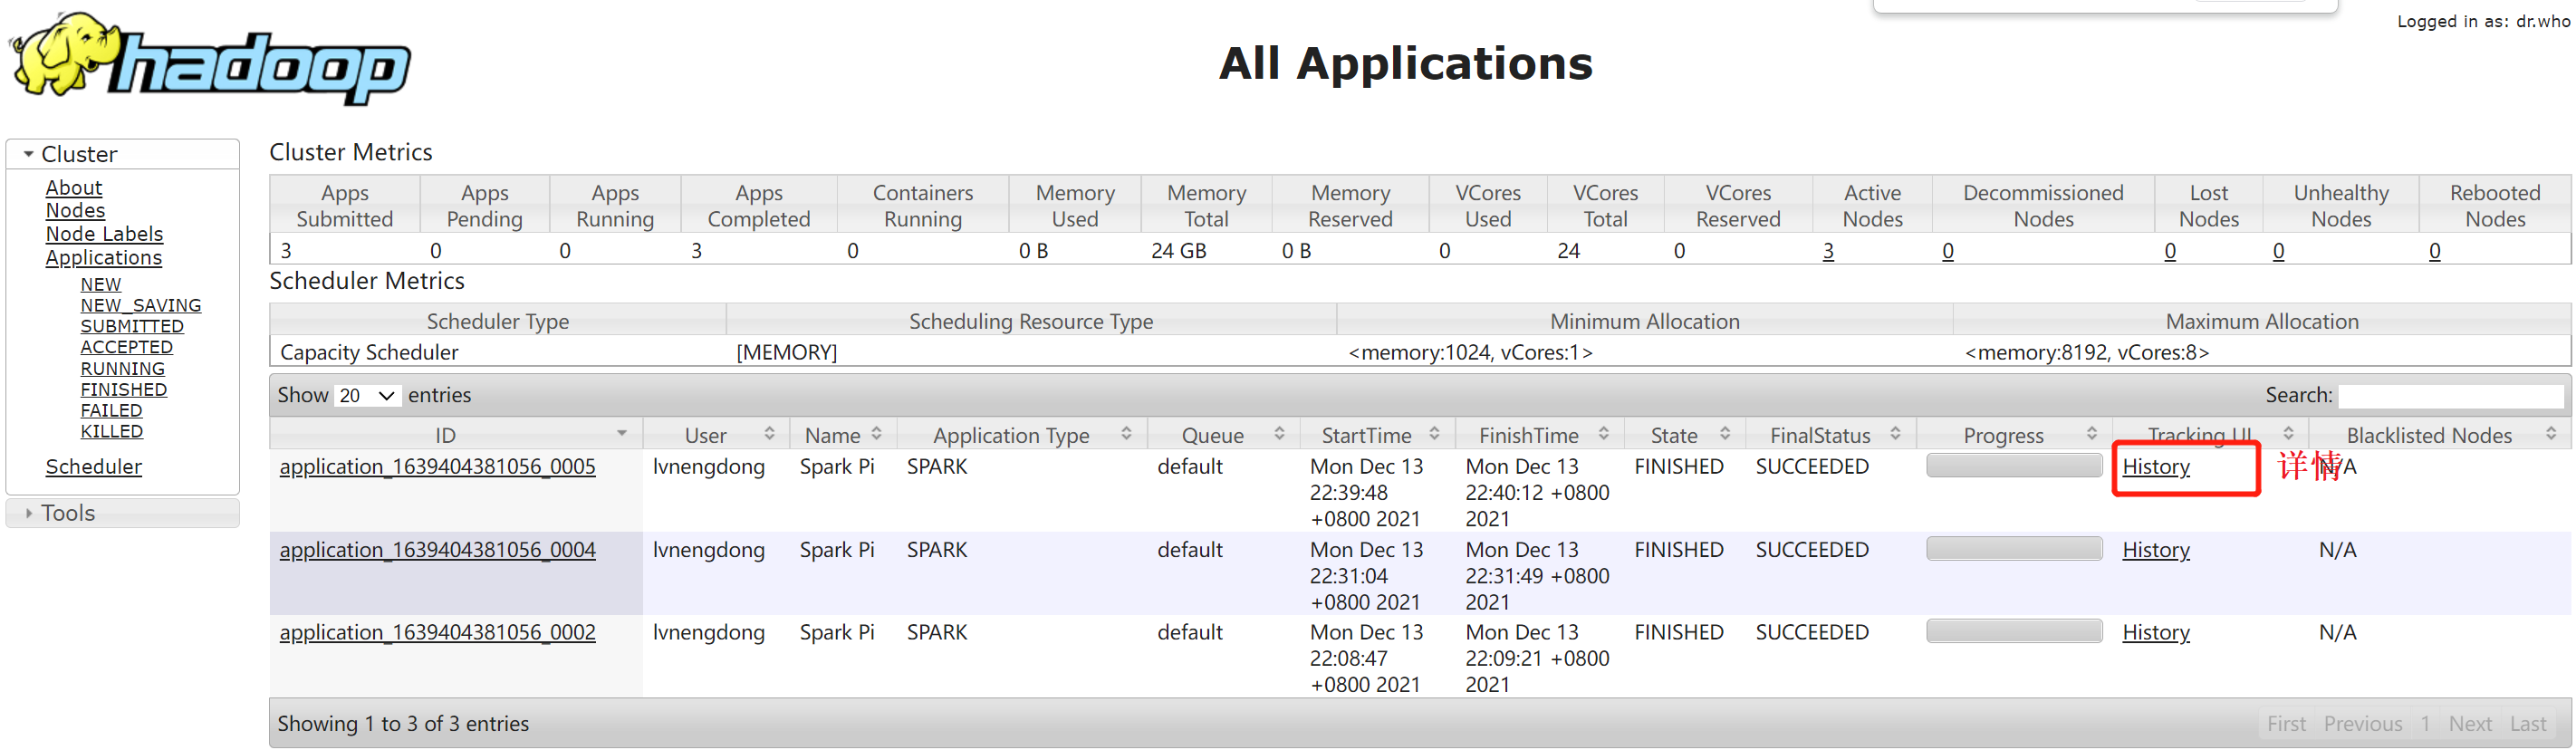 hadoop
All Applications
Logged in as: dr.who
Cluster
About
Nodes
Node Labels
Applications
NEW
NEW_SAVING
SUBMITTED
ACCEPTED
RUNNING
FINISHED
FAILED
KILLED
Scheduler
Tools
Cluster Metrics
Apps Submitted Apps Pending Apps Running Apps Completed Containers Running Memory Used Memory Total Memory Reserved VCores Used VCores Total VCores Reserved Active Nodes Decommissioned Nodes Lost Nodes Unhealthy Nodes Rebooted Nodes
3 0 0 3 0 0 B 24 GB 0 B 0 24 0 3 0 0 0 0
Scheduler Metrics
Scheduler Type Scheduling Resource Type Minimum Allocation Maximum Allocation
Capacity Scheduler [MEMORY] <memory:1024, vCores:1> <memory:8192, vCores:8>
Show 20 entries Search:
ID User Name Application Type Queue StartTime FinishTime State FinalStatus Progress Tracking UI Blacklisted Nodes
application_1639404381056_0005 lvnengdong Spark Pi SPARK default Mon Dec 13 22:39:48 +0800 2021 Mon Dec 13 22:40:12 +0800 2021 FINISHED SUCCEEDED History 详情 N/A
application_1639404381056_0004 lvnengdong Spark Pi SPARK default Mon Dec 13 22:31:04 +0800 2021 Mon Dec 13 22:31:49 +0800 2021 FINISHED SUCCEEDED History N/A
application_1639404381056_0002 lvnengdong Spark Pi SPARK default Mon Dec 13 22:08:47 +0800 2021 Mon Dec 13 22:09:21 +0800 2021 FINISHED SUCCEEDED History N/A
Showing 1 to 3 of 3 entries First Previous 1 Next Last